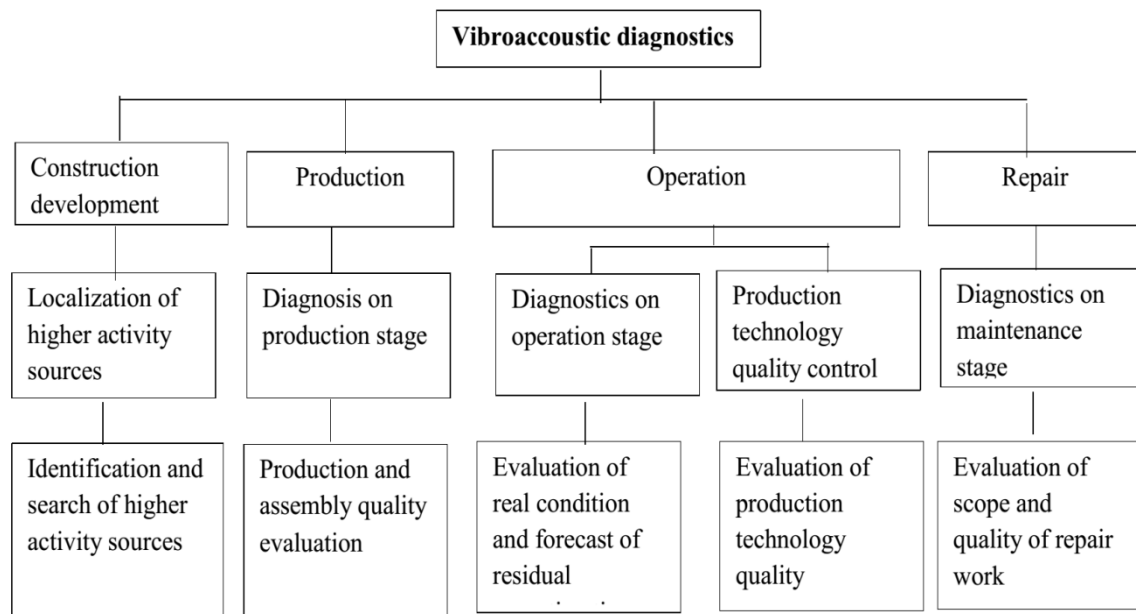 Vibroaccoustic diagnostics
Construction
development
Production
Operation
Repair
Localization of
higher activity
sources
Diagnosis on
production stage
Diagnostics on
operation stage
Production
technology
quality control
Diagnostics on
maintenance
stage
Identification and
search of higher
activity sources
Production and
assembly quality
evaluation
Evaluation of
real condition
and forecast of
residual
Evaluation of
production
technology
quality
Evaluation of
scope and
quality of repair
work